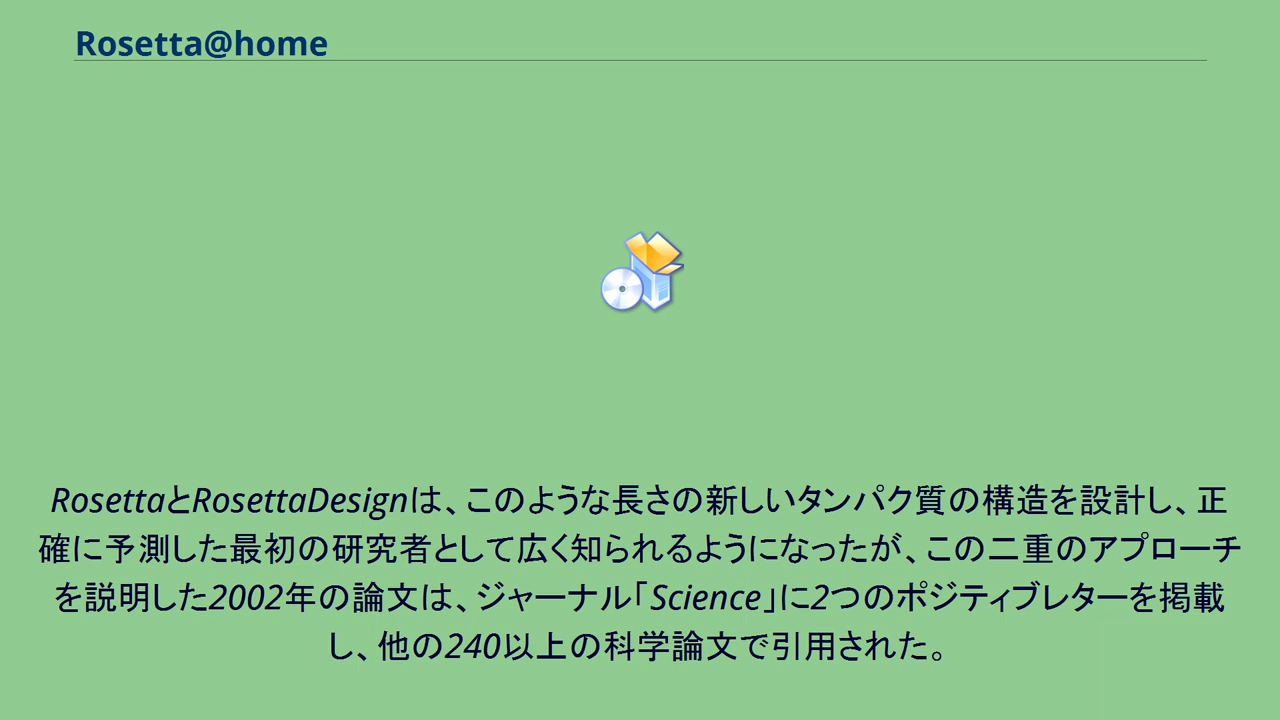 Rosetta@home
RosettaとRosettaDesignは、このような長さの新しいタンパク質の構造を設計し、正
確に予測した最初の研究者として広く知られるようになったが、この二重のアプローチ
を説明した2002年の論文は、ジャーナル「Science」に2つのポジティブレターを掲載
し、他の240以上の科学論文で引用された。